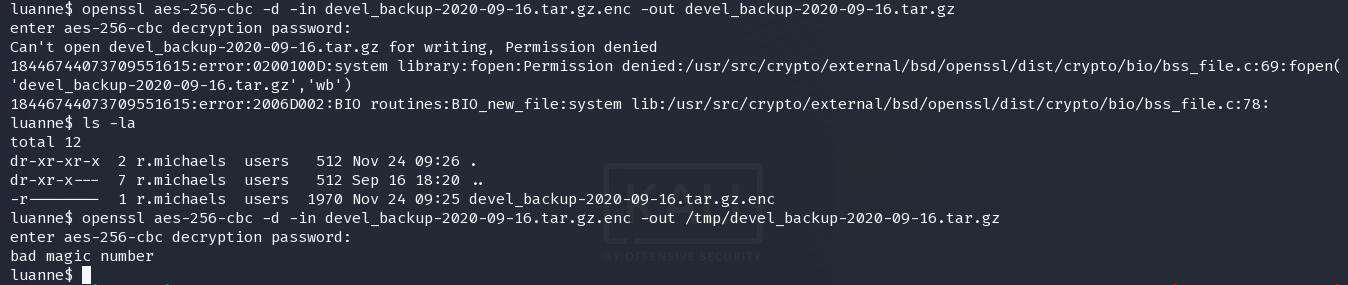 luanne$ openssl aes-256-cbc -d -in devel_backup-2020-09-16.tar.gz.enc -out devel_backup-2020-09-16.tar.gz
enter aes-256-cbc decryption password:
Can't open devel_backup-2020-09-16.tar.gz for writing, Permission denied
18446744073709551615:error:0200100D:system library:fopen:Permission denied:/usr/src/crypto/external/bsd/openssl/dist/crypto/bio/bss_file.c:69:fopen(
'devel_backup-2020-09-16.tar.gz','wb')
18446744073709551615:error:2006D002:BIO routines:BIO_new_file:system lib:/usr/src/crypto/external/bsd/openssl/dist/crypto/bio/bss_file.c:78:
luanne$ ls -la
total 12
dr-xr-xr-x  2 r.michaels  users   512 Nov 24 09:26 .
dr-xr-x---  7 r.michaels  users   512 Sep 16 18:20 ..
-r--------  1 r.michaels  users  1970 Nov 24 09:25 devel_backup-2020-09-16.tar.gz.enc
luanne$ openssl aes-256-cbc -d -in devel_backup-2020-09-16.tar.gz.enc -out /tmp/devel_backup-2020-09-16.tar.gz
enter aes-256-cbc decryption password:
bad magic number
luanne$
KALI
BY OFFENSIVE SECURITY